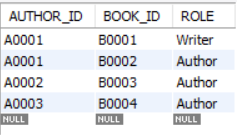 AUTHOR_ID BOOK_ID ROLE
A0001 B0001 Writer
A0001 B0002 Author
A0002 B0003 Author
A0003 B0004 Author
NULL NULL NULL